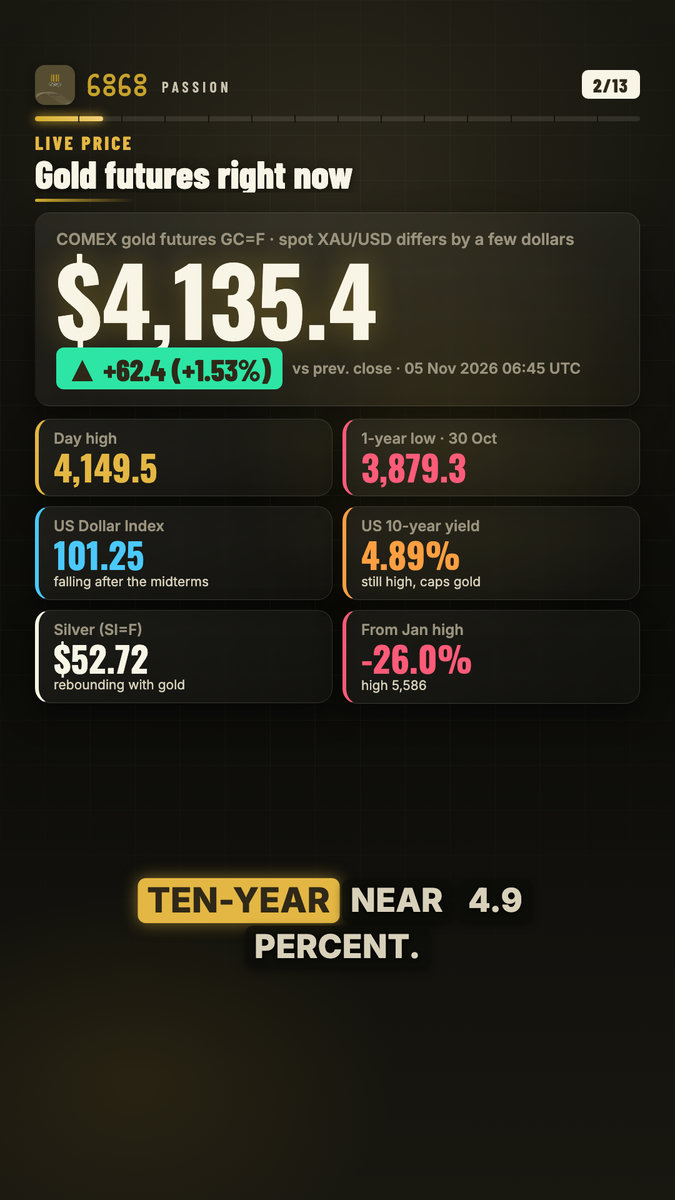 6868 PASSION
2/13
LIVE PRICE
Gold futures right now
COMEX gold futures GC=F · spot XAU/USD differs by a few dollars
$4,135.4
▲ +62.4 (+1.53%) vs prev. close · 05 Nov 2026 06:45 UTC
Day high
4,149.5
1-year low · 30 Oct
3,879.3
US Dollar Index
101.25
falling after the midterms
US 10-year yield
4.89%
still high, caps gold
Silver (SI=F)
$52.72
rebounding with gold
From Jan high
-26.0%
high 5,586
TEN-YEAR NEAR 4.9
PERCENT.